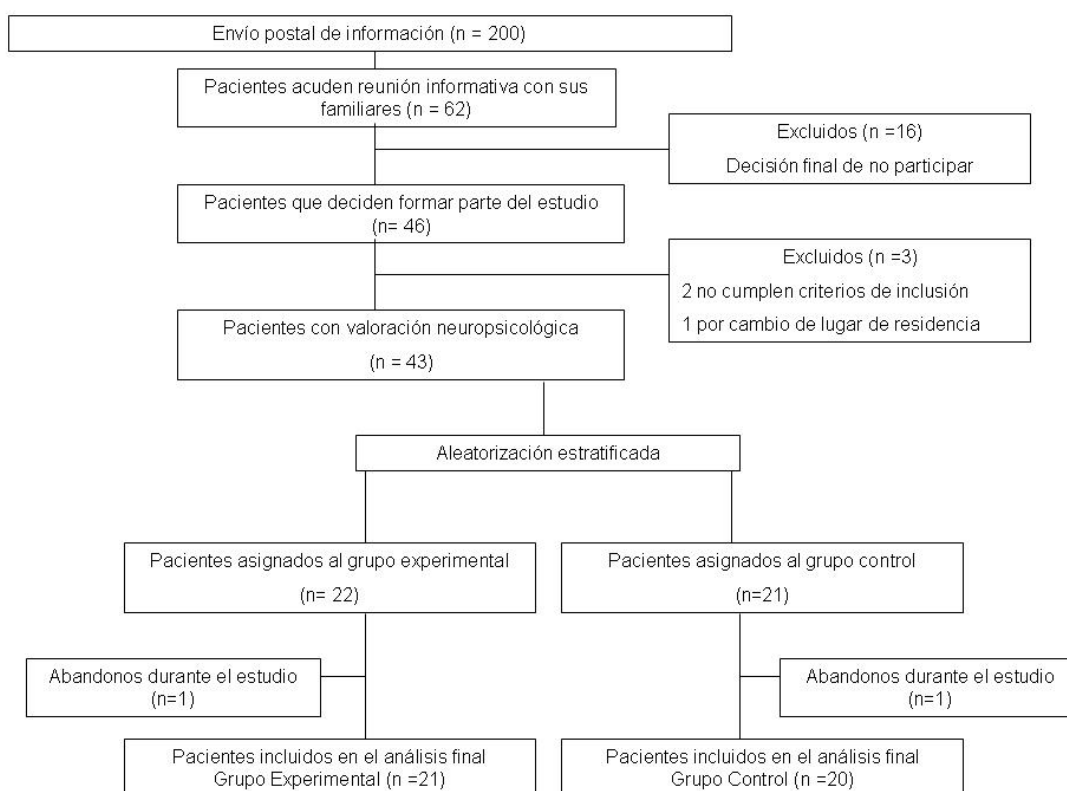 Envío postal de información (n = 200)
Pacientes acuden reunión informativa con sus
familiares (n = 62)
Excluidos (n =16)
Decisión final de no participar
Pacientes que deciden formar parte del estudio
(n= 46)
Excluidos (n =3)
2 no cumplen criterios de inclusión
1 por cambio de lugar de residencia
Pacientes con valoración neuropsicológica
(n = 43)
Aleatorización estratificada
Pacientes asignados al grupo experimental
(n= 22)
Pacientes asignados al grupo control
(n=21)
Abandonos durante el estudio
(n=1)
Abandonos durante el estudio
(n=1)
Pacientes incluidos en el análisis final
Grupo Experimental (n =21)
Pacientes incluidos en el análisis final
Grupo Control (n =20)